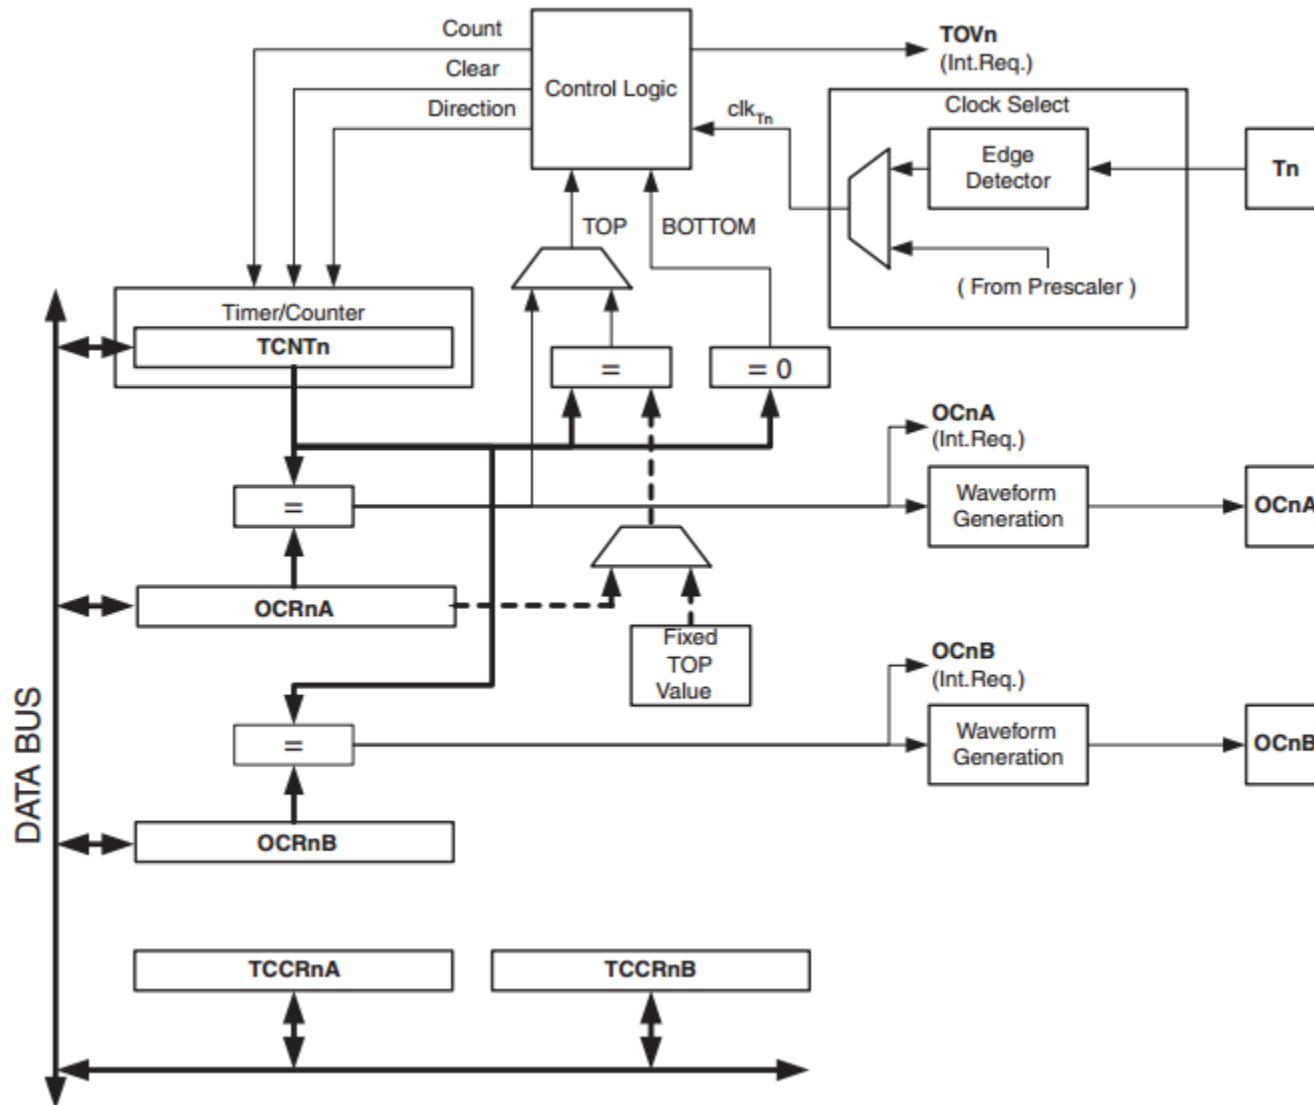 Count
Clear
Direction
Control Logic
TOVn
(Int.Req.)
clkTn
Clock Select
Edge
Detector
Tn
( From Prescaler )
TOP
BOTTOM
Timer/Counter
TCNTn
=
= 0
=
OCnA
(Int.Req.)
Waveform
Generation
OCnA
OCRnA
Fixed
TOP
Value
DATA BUS
=
OCnB
(Int.Req.)
Waveform
Generation
OCnB
OCRnB
TCCRnA
TCCRnB